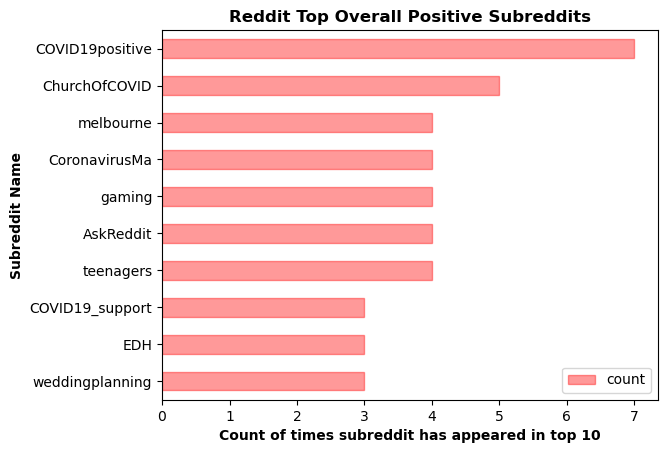 Reddit Top Overall Positive Subreddits
Subreddit Name
COVID19positive
ChurchOfCOVID
melbourne
CoronavirusMa
gaming
AskReddit
teenagers
COVID19_support
EDH
weddingplanning
count
0 1 2 3 4 5 6 7
Count of times subreddit has appeared in top 10